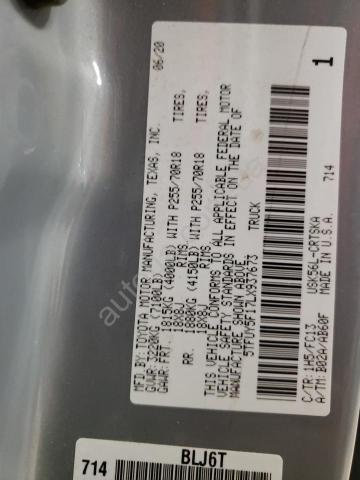 MFD.BY:TOYOTA MOTOR MANUFACTURING, TEXAS, INC. 06/20
GVWR: 3220KG (7100LB)
GAWR: FRT. 1815KG (4000LB) WITH P255/70R18 TIRES,
18X8J RIMS
RR. 1880KG (4150LB) WITH P255/70R18 TIRES,
18X8J RIMS
THIS VEHICLE CONFORMS TO ALL APPLICABLE FEDERAL MOTOR
VEHICLE SAFETY STANDARDS IN EFFECT ON THE DATE OF
MANUFACTURE SHOWN ABOVE.
5TFDY5F17LX937673 TRUCK
1
C/TR: 1H5/FC13 USK56L-CRTSKA 714
A/TM: B03A/AB60F MADE IN U.S.A.
714 BLJ6T